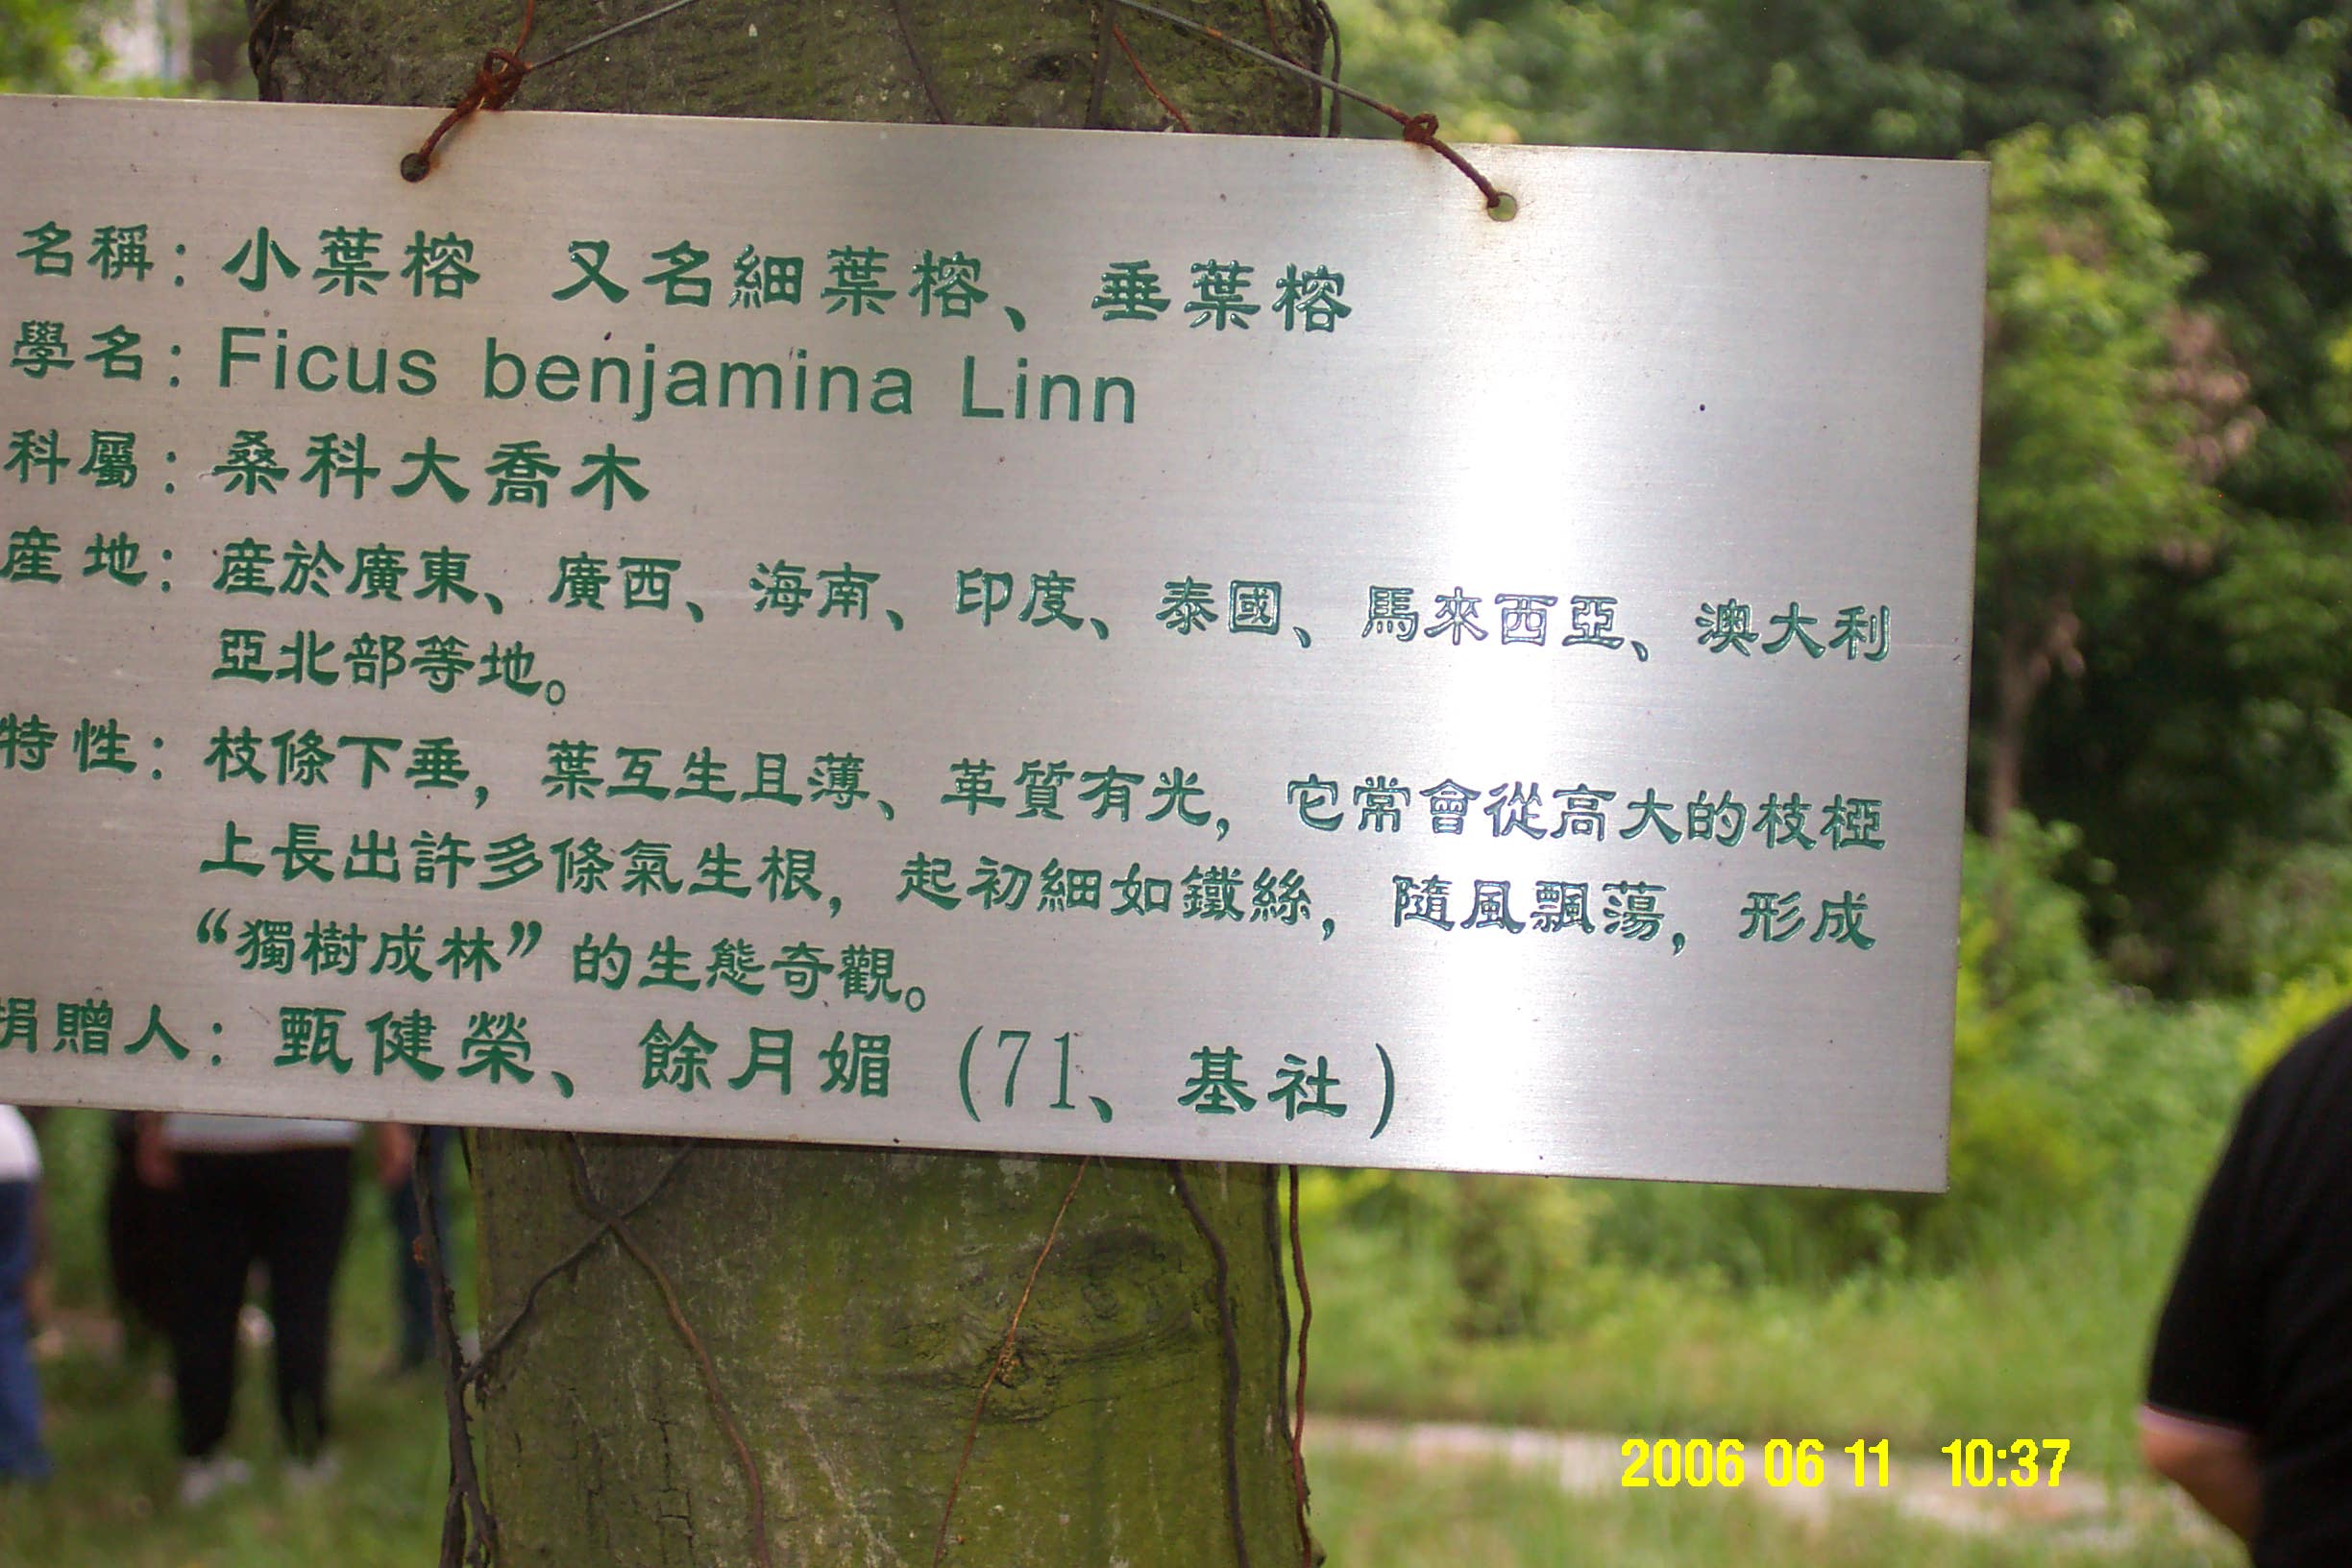 名稱：小葉榕 又名細葉榕、垂葉榕
學名：Ficus benjamina Linn
科屬：桑科大喬木
産地：産於廣東、廣西、海南、印度、泰國、馬來西亞、澳大利
亞北部等地。
特性：枝條下垂，葉互生且薄、革質有光，它常會從高大的枝椏
上長出許多條氣生根，起初細如鐵絲，隨風飄蕩，形成
“獨樹成林”的生態奇觀。
捐贈人：甄健榮、餘月媚（71、基社）
2006 06 11 10:37